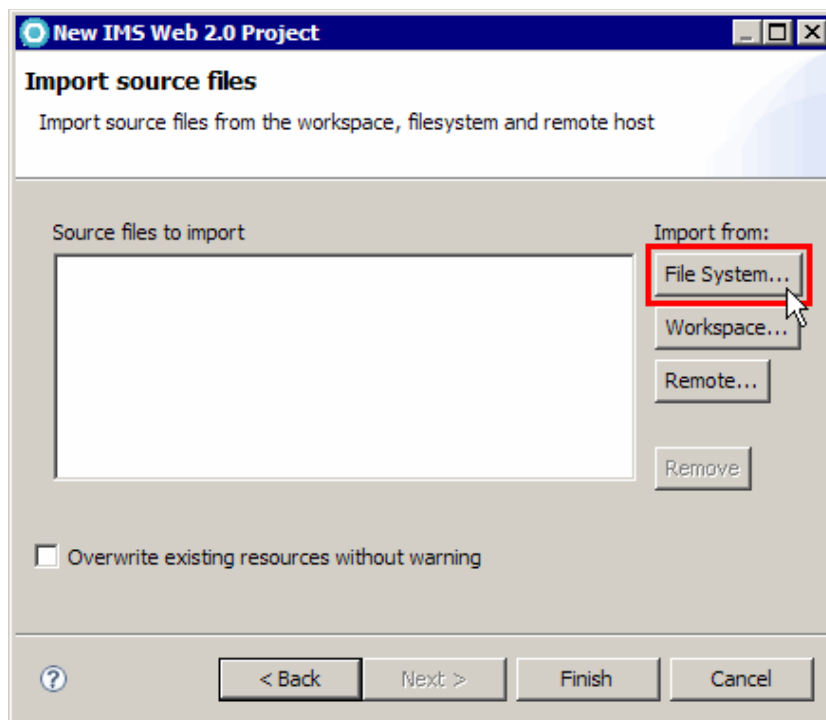 New IMS Web 2.0 Project
Import source files
Import source files from the workspace, filesystem and remote host
Source files to import
Import from:
File System...
Workspace...
Remote...
Remove
Overwrite existing resources without warning
?
< Back
Next >
Finish
Cancel